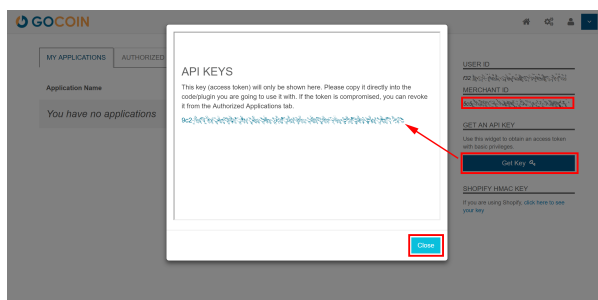 GOCOIN
MY APPLICATIONS
AUTHORIZED
Application Name
You have no applications
API KEYS
This key (access token) will only be shown here. Please copy it directly into the
code/plugin you are going to use it with. If the token is compromised, you can revoke
it from the Authorized Applications tab.
9c2
Close
USER ID
MERCHANT ID
GET AN API KEY
Use this widget to obtain an access token
with basic privileges.
Get Key
SHOPIFY HMAC KEY
If you are using Shopify, click here to see
your key